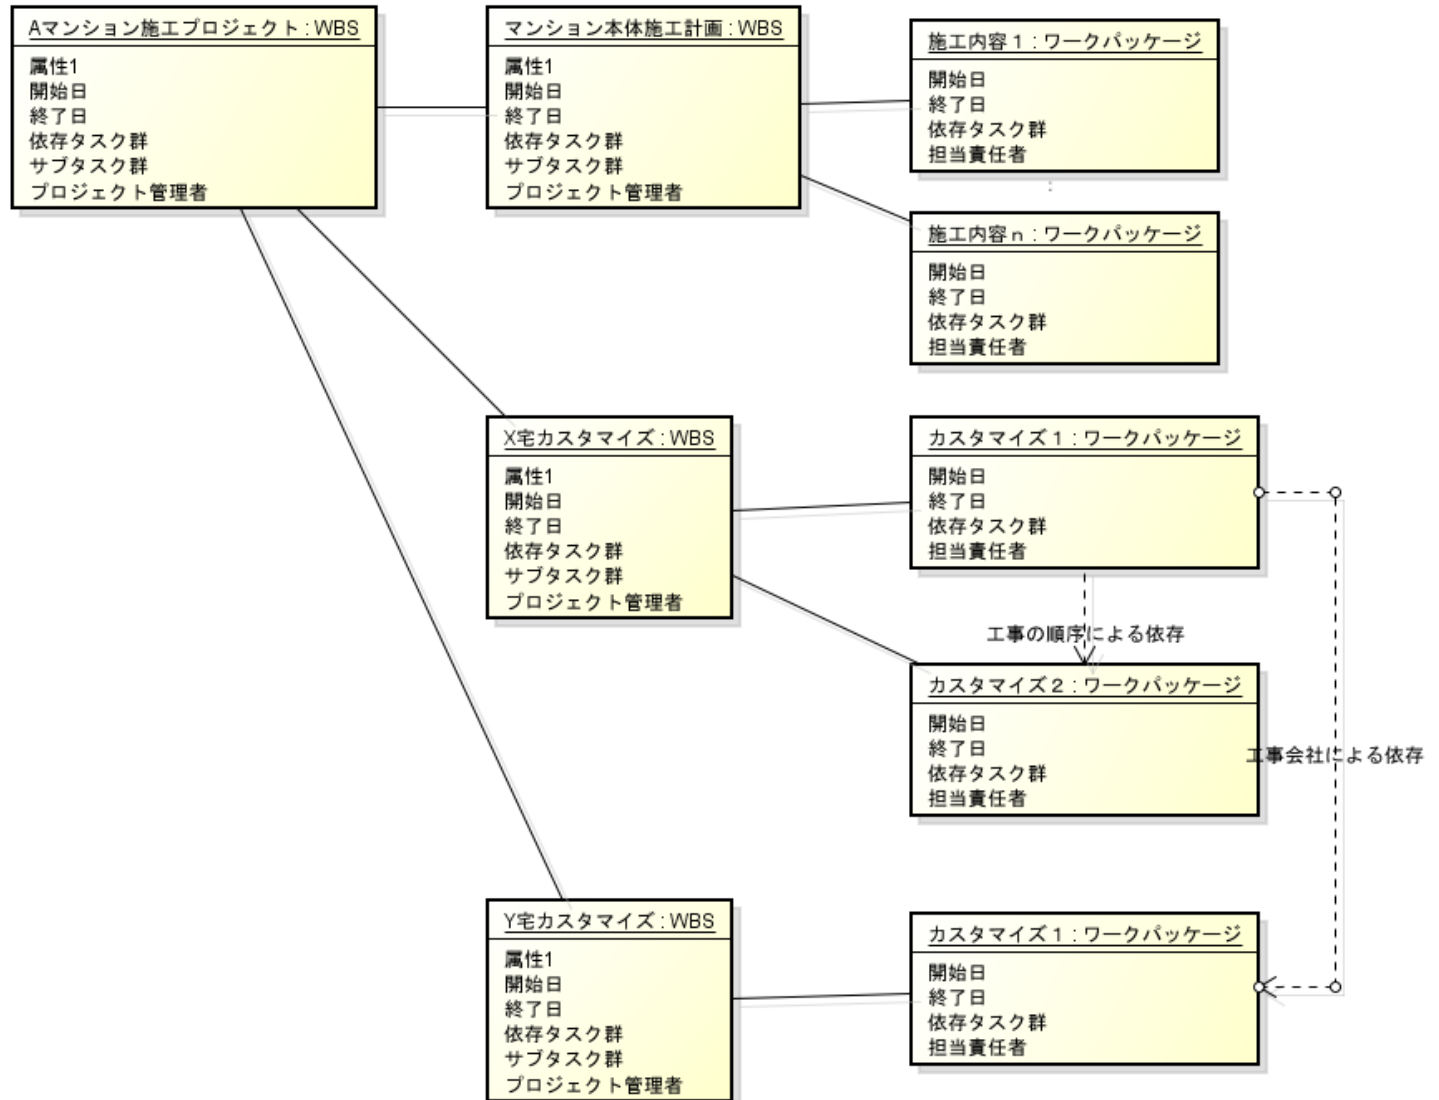 Aマンション施工プロジェクト : WBS
属性1
開始日
終了日
依存タスク群
サブタスク群
プロジェクト管理者
マンション本体施工計画 : WBS
属性1
開始日
終了日
依存タスク群
サブタスク群
プロジェクト管理者
施工内容１ : ワークパッケージ
開始日
終了日
依存タスク群
担当責任者
:
施工内容ｎ : ワークパッケージ
開始日
終了日
依存タスク群
担当責任者
X宅カスタマイズ : WBS
属性1
開始日
終了日
依存タスク群
サブタスク群
プロジェクト管理者
カスタマイズ１ : ワークパッケージ
開始日
終了日
依存タスク群
担当責任者
工事の順序による依存
カスタマイズ２ : ワークパッケージ
開始日
終了日
依存タスク群
担当責任者
工事会社による依存
Y宅カスタマイズ : WBS
属性1
開始日
終了日
依存タスク群
サブタスク群
プロジェクト管理者
カスタマイズ１ : ワークパッケージ
開始日
終了日
依存タスク群
担当責任者